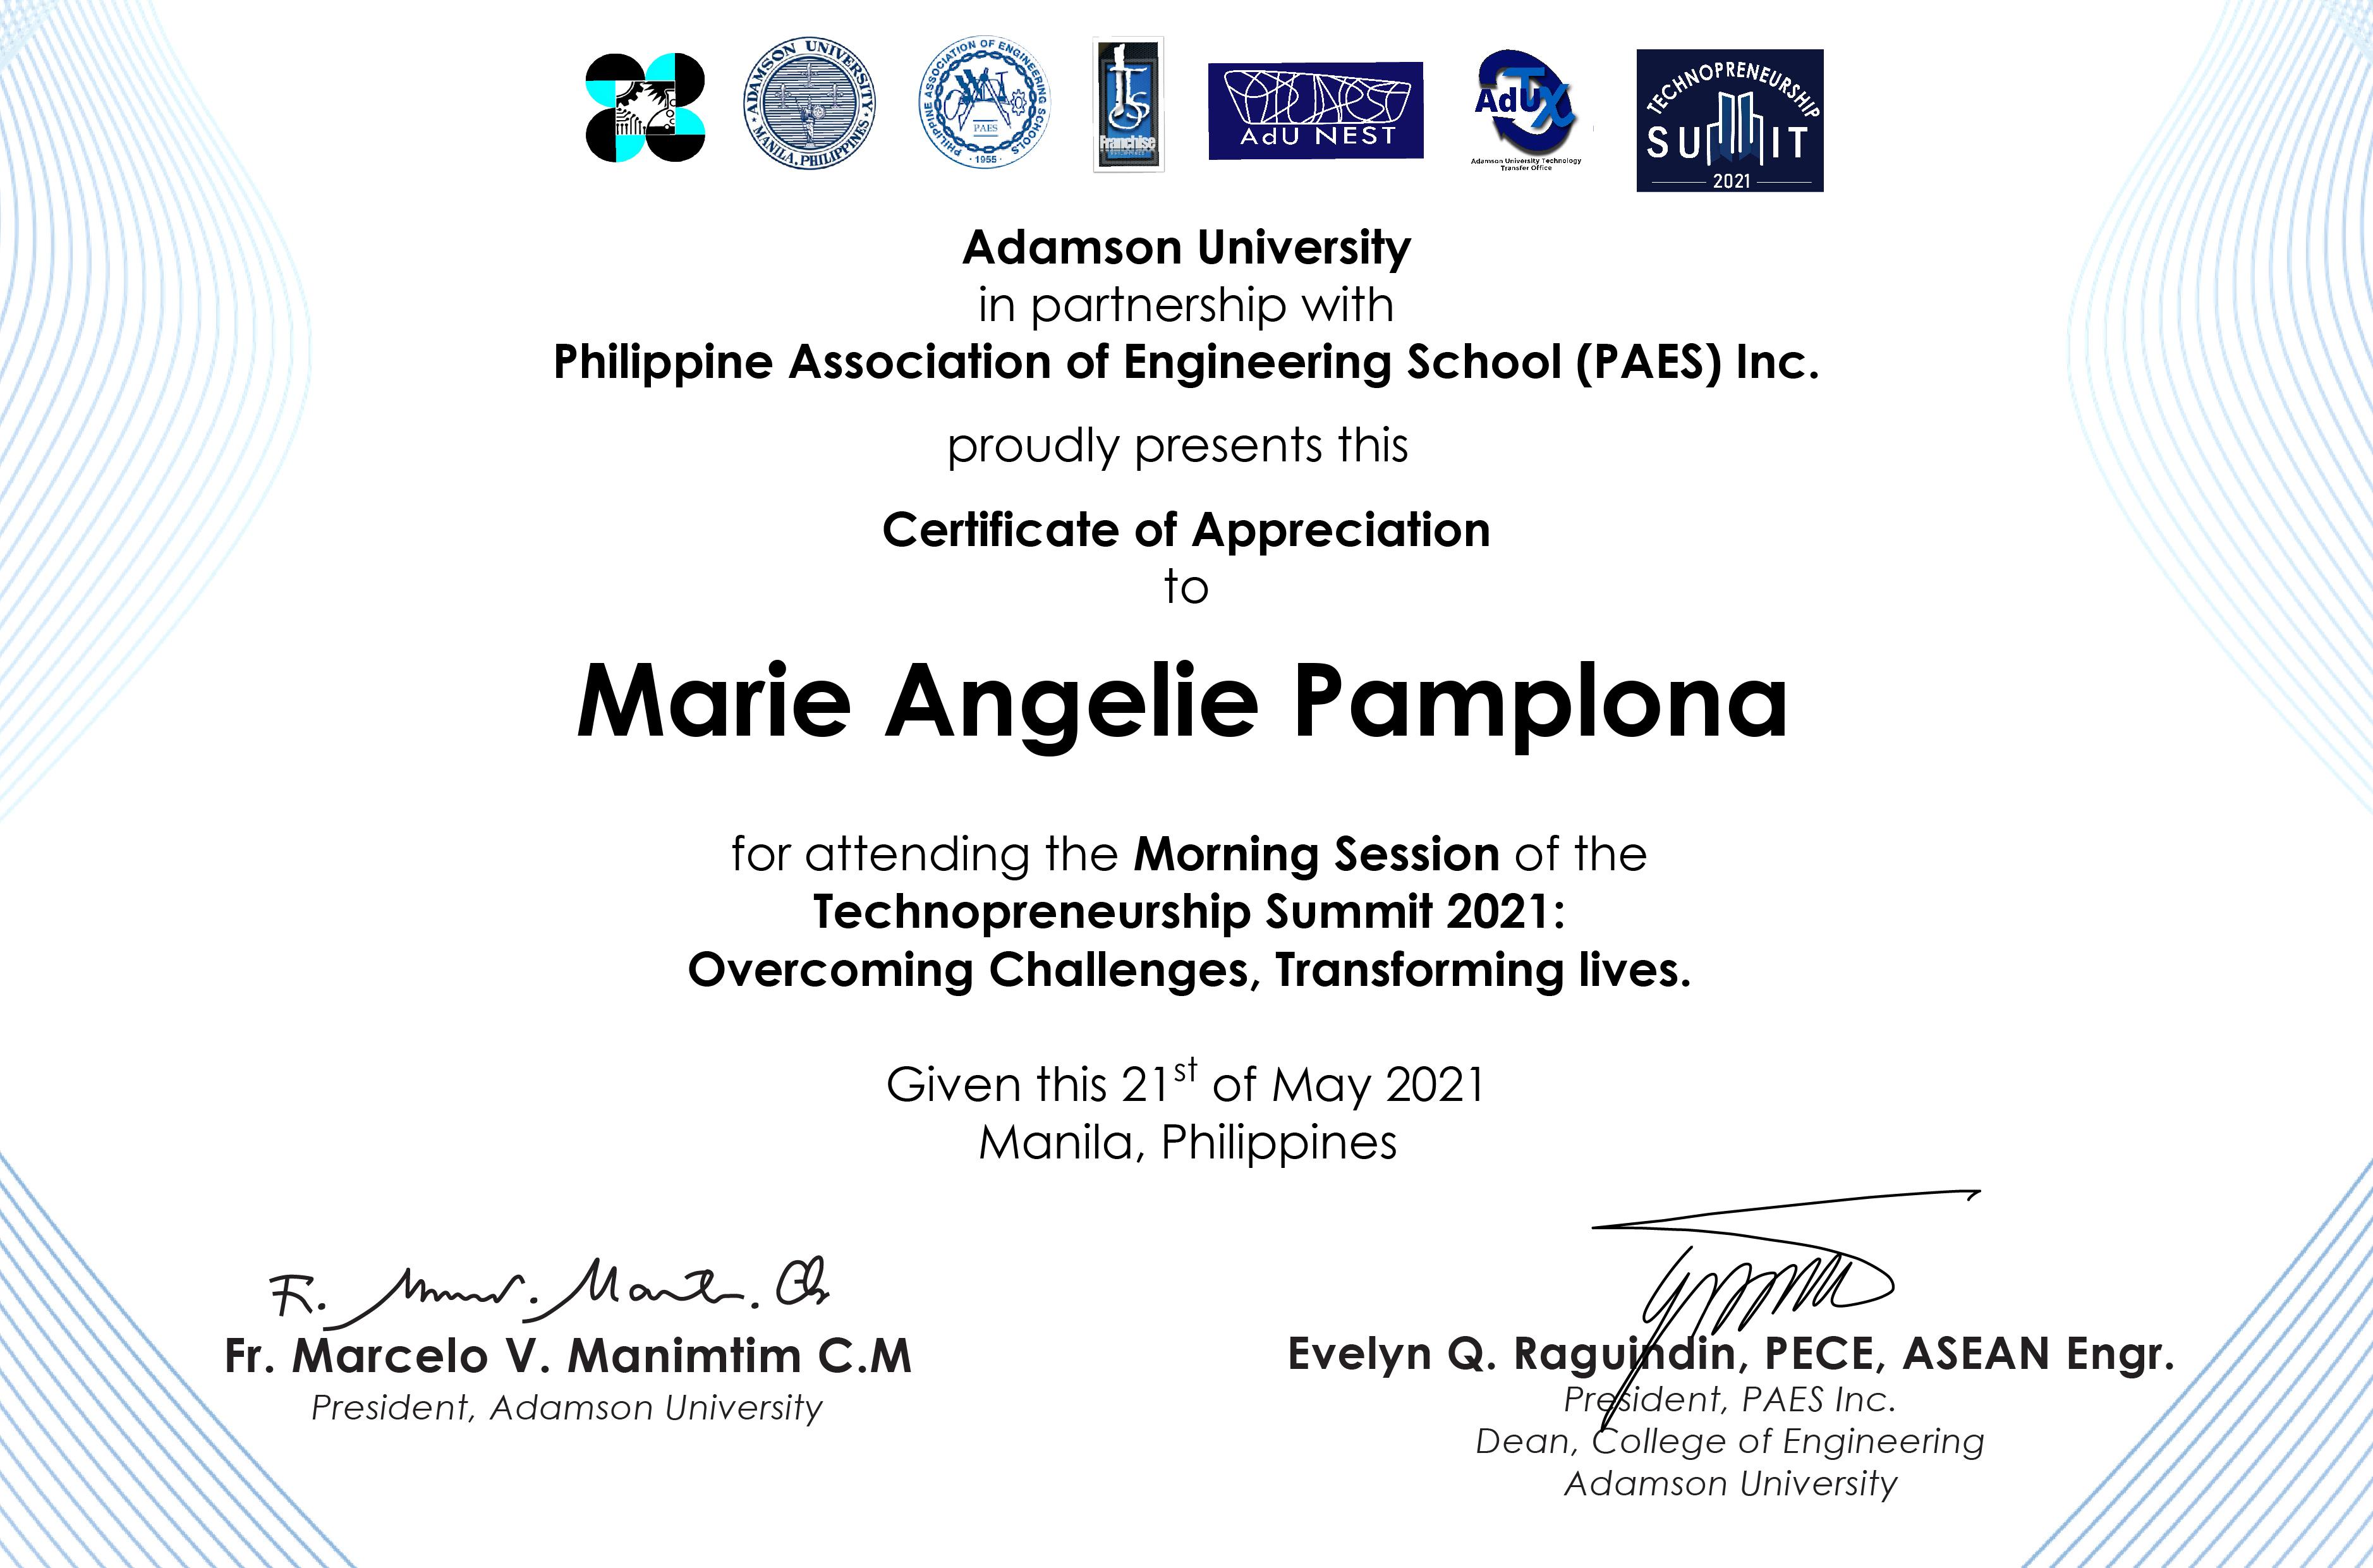 ADAMSON UNIVERSITY
MANILA, PHILIPPINES
PHILIPPINE ASSOCIATION OF ENGINEERING SCHOOLS
PAES
1955
Franchise
AdU NEST
AdUTX
Adamson University Technology
Transfer Office
TECHNOPRENEURSHIP
SUMMIT
2021
Adamson University
in partnership with
Philippine Association of Engineering School (PAES) Inc.
proudly presents this
Certificate of Appreciation
to
Marie Angelie Pamplona
for attending the Morning Session of the
Technopreneurship Summit 2021:
Overcoming Challenges, Transforming lives.
Given this 21st of May 2021
Manila, Philippines
Fr. Marcelo V. Manimtim C.M
President, Adamson University
Evelyn Q. Raguindin, PECE, ASEAN Engr.
President, PAES Inc.
Dean, College of Engineering
Adamson University